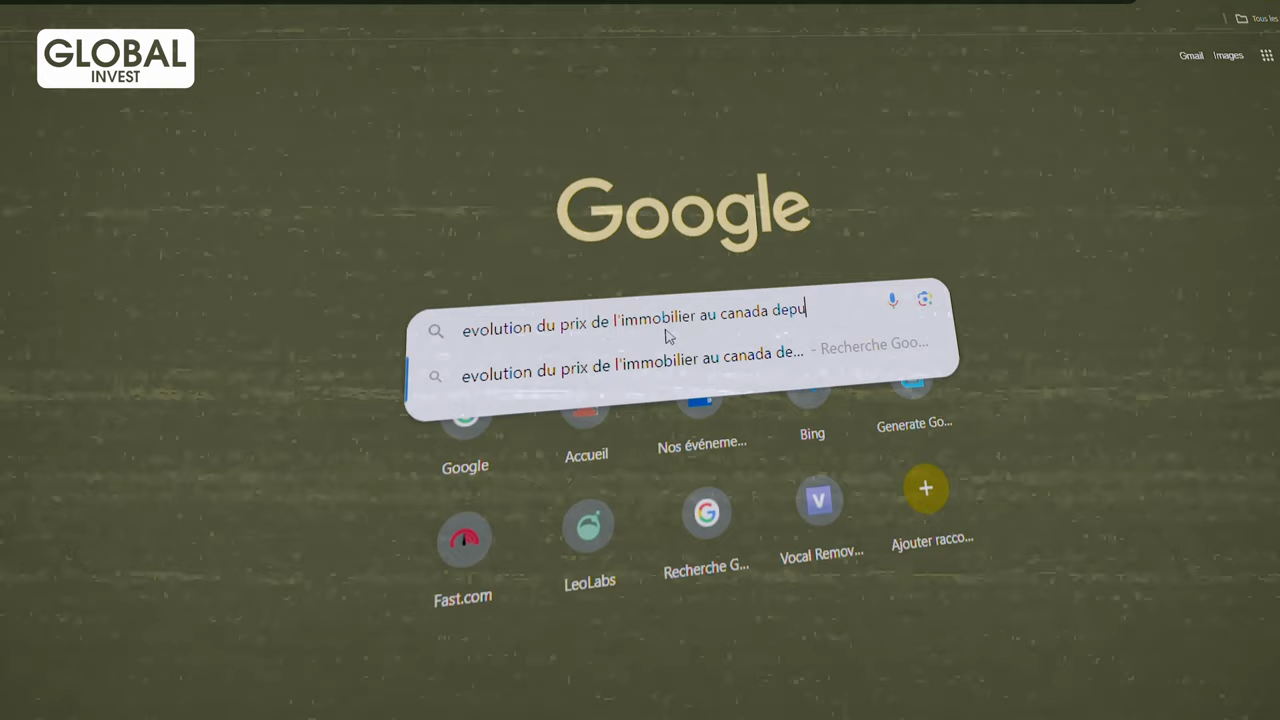 GLOBAL
INVEST
Tous les
Gmail Images
Google
evolution du prix de l'immobilier au canada depu
evolution du prix de l'immobilier au canada de... - Recherche Goo...
Google
Accueil
Nos événeme...
Bing
Generate Go...
Fast.com
LeoLabs
Recherche G...
Vocal Remov...
Ajouter racco...